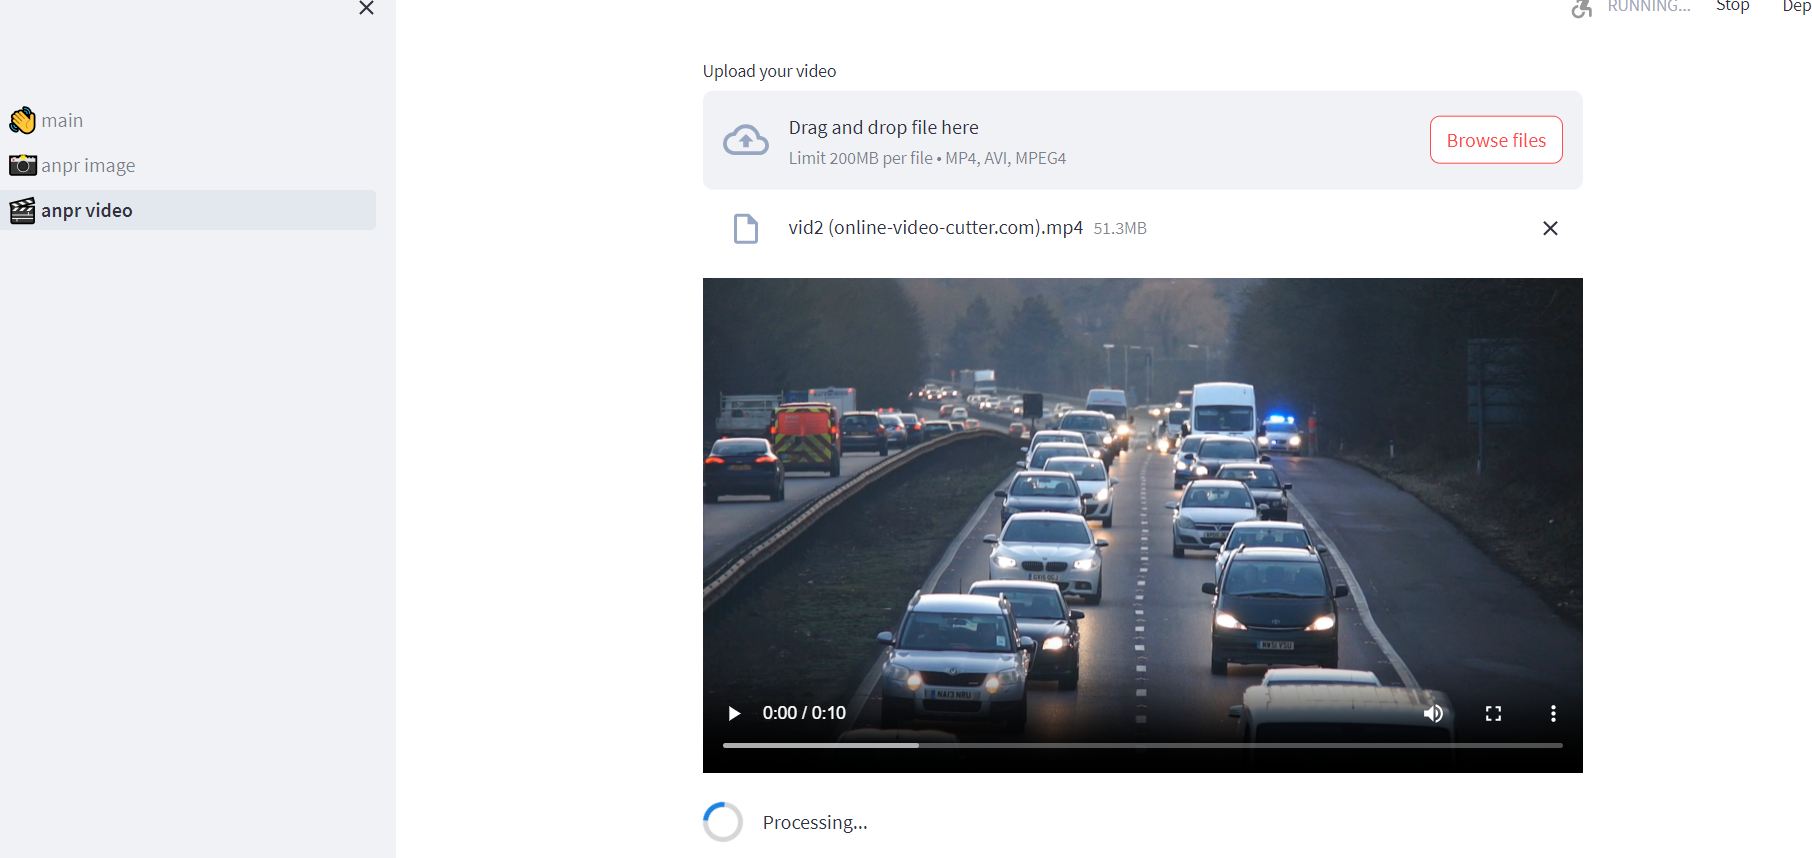 RUNNING...
Stop
Dep
main
anpr image
anpr video
Upload your video
Drag and drop file here
Limit 200MB per file • MP4, AVI, MPEG4
Browse files
vid2 (online-video-cutter.com).mp4 51.3MB
NA13 NRU
0:00 / 0:10
Processing...